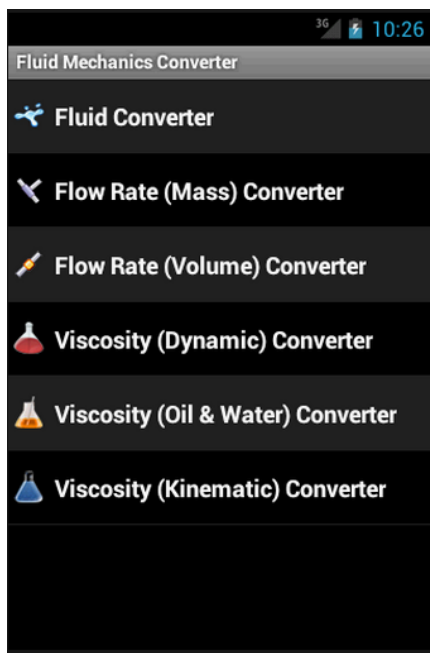 3G 10:26
Fluid Mechanics Converter
Fluid Converter
Flow Rate (Mass) Converter
Flow Rate (Volume) Converter
Viscosity (Dynamic) Converter
Viscosity (Oil & Water) Converter
Viscosity (Kinematic) Converter